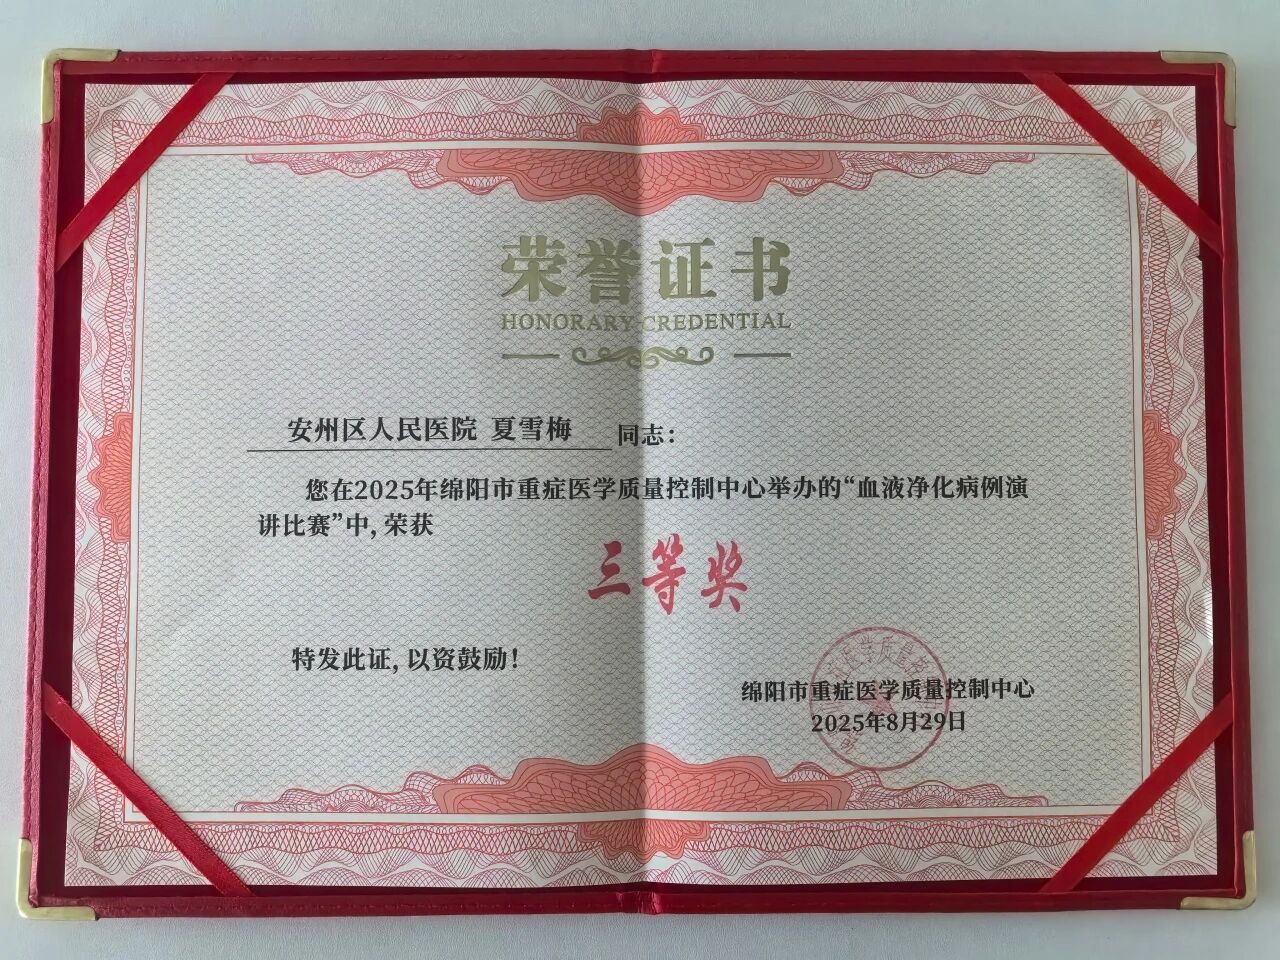 荣誉证书
HONORARY CREDENTIAL
安州区人民医院 夏雪梅 同志：
您在2025年绵阳市重症医学质量控制中心举办的“血液净化病例演
讲比赛”中，荣获
三等奖
特发此证，以资鼓励！
绵阳市重症医学质量控制中心
2025年8月29日